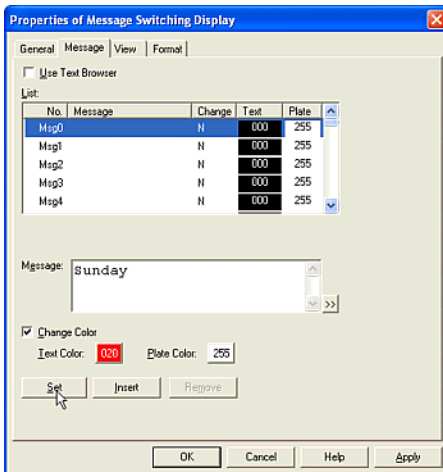 Properties of Message Switching Display
General Message View Format
Use Text Browser
List:
No. Message Change Text Plate
Msg0 N 000 255
Msg1 N 000 255
Msg2 N 000 255
Msg3 N 000 255
Msg4 N 000 255
Message: Sunday
>>
Change Color
Text Color: 020 Plate Color: 255
Set Insert Remove
OK Cancel Help Apply